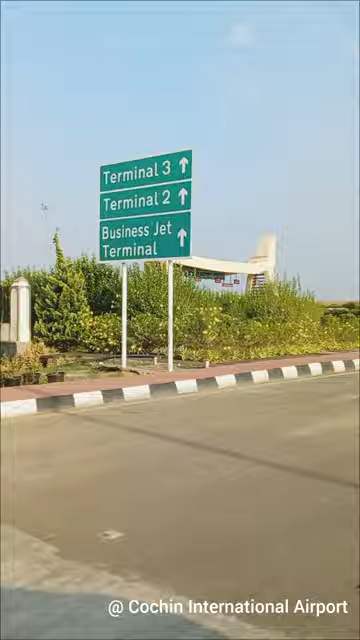 Terminal 3 ↑
Terminal 2 ↑
Business Jet ↑
Terminal
@ Cochin International Airport